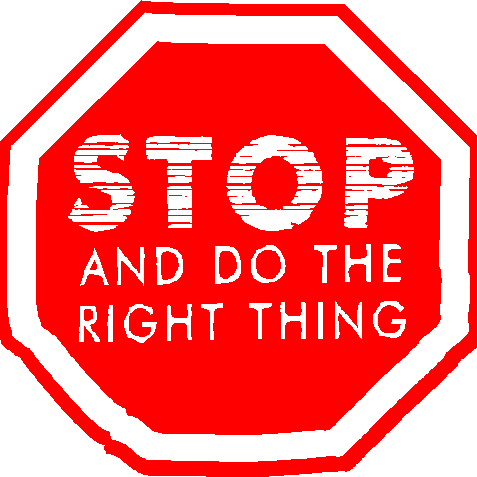 STOP
AND DO THE
RIGHT THING